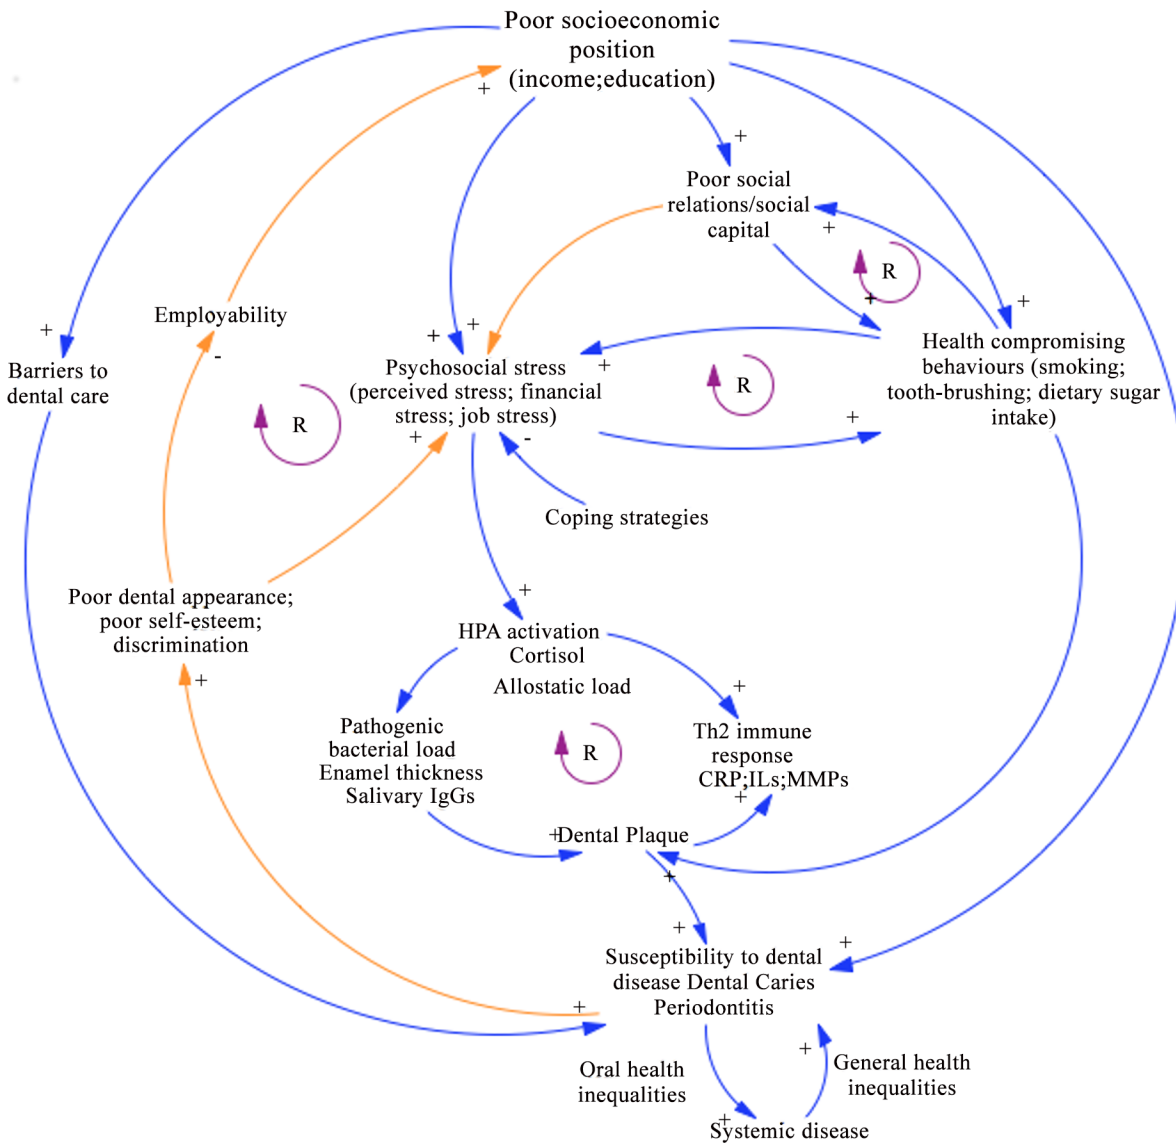 Poor socioeconomic
position
(income;education)
+
+
Poor social
relations/social
capital
+
R
+
+
Employability
+
+
+
-
Barriers to
dental care
Psychosocial stress
(perceived stress; financial
stress; job stress)
+
R
Health compromising
behaviours (smoking;
tooth-brushing; dietary sugar
intake)
+
R
+
-
Coping strategies
+
Poor dental appearance;
poor self-esteem;
discrimination
+
HPA activation
Cortisol
Allostatic load
+
Pathogenic
bacterial load
Enamel thickness
Salivary IgGs
R
Th2 immune
response
CRP;ILs;MMPs
+
+
Dental Plaque
+
+
+
Susceptibility to dental
disease Dental Caries
Periodontitis
+
Oral health
inequalities
+
General health
inequalities
+
Systemic disease